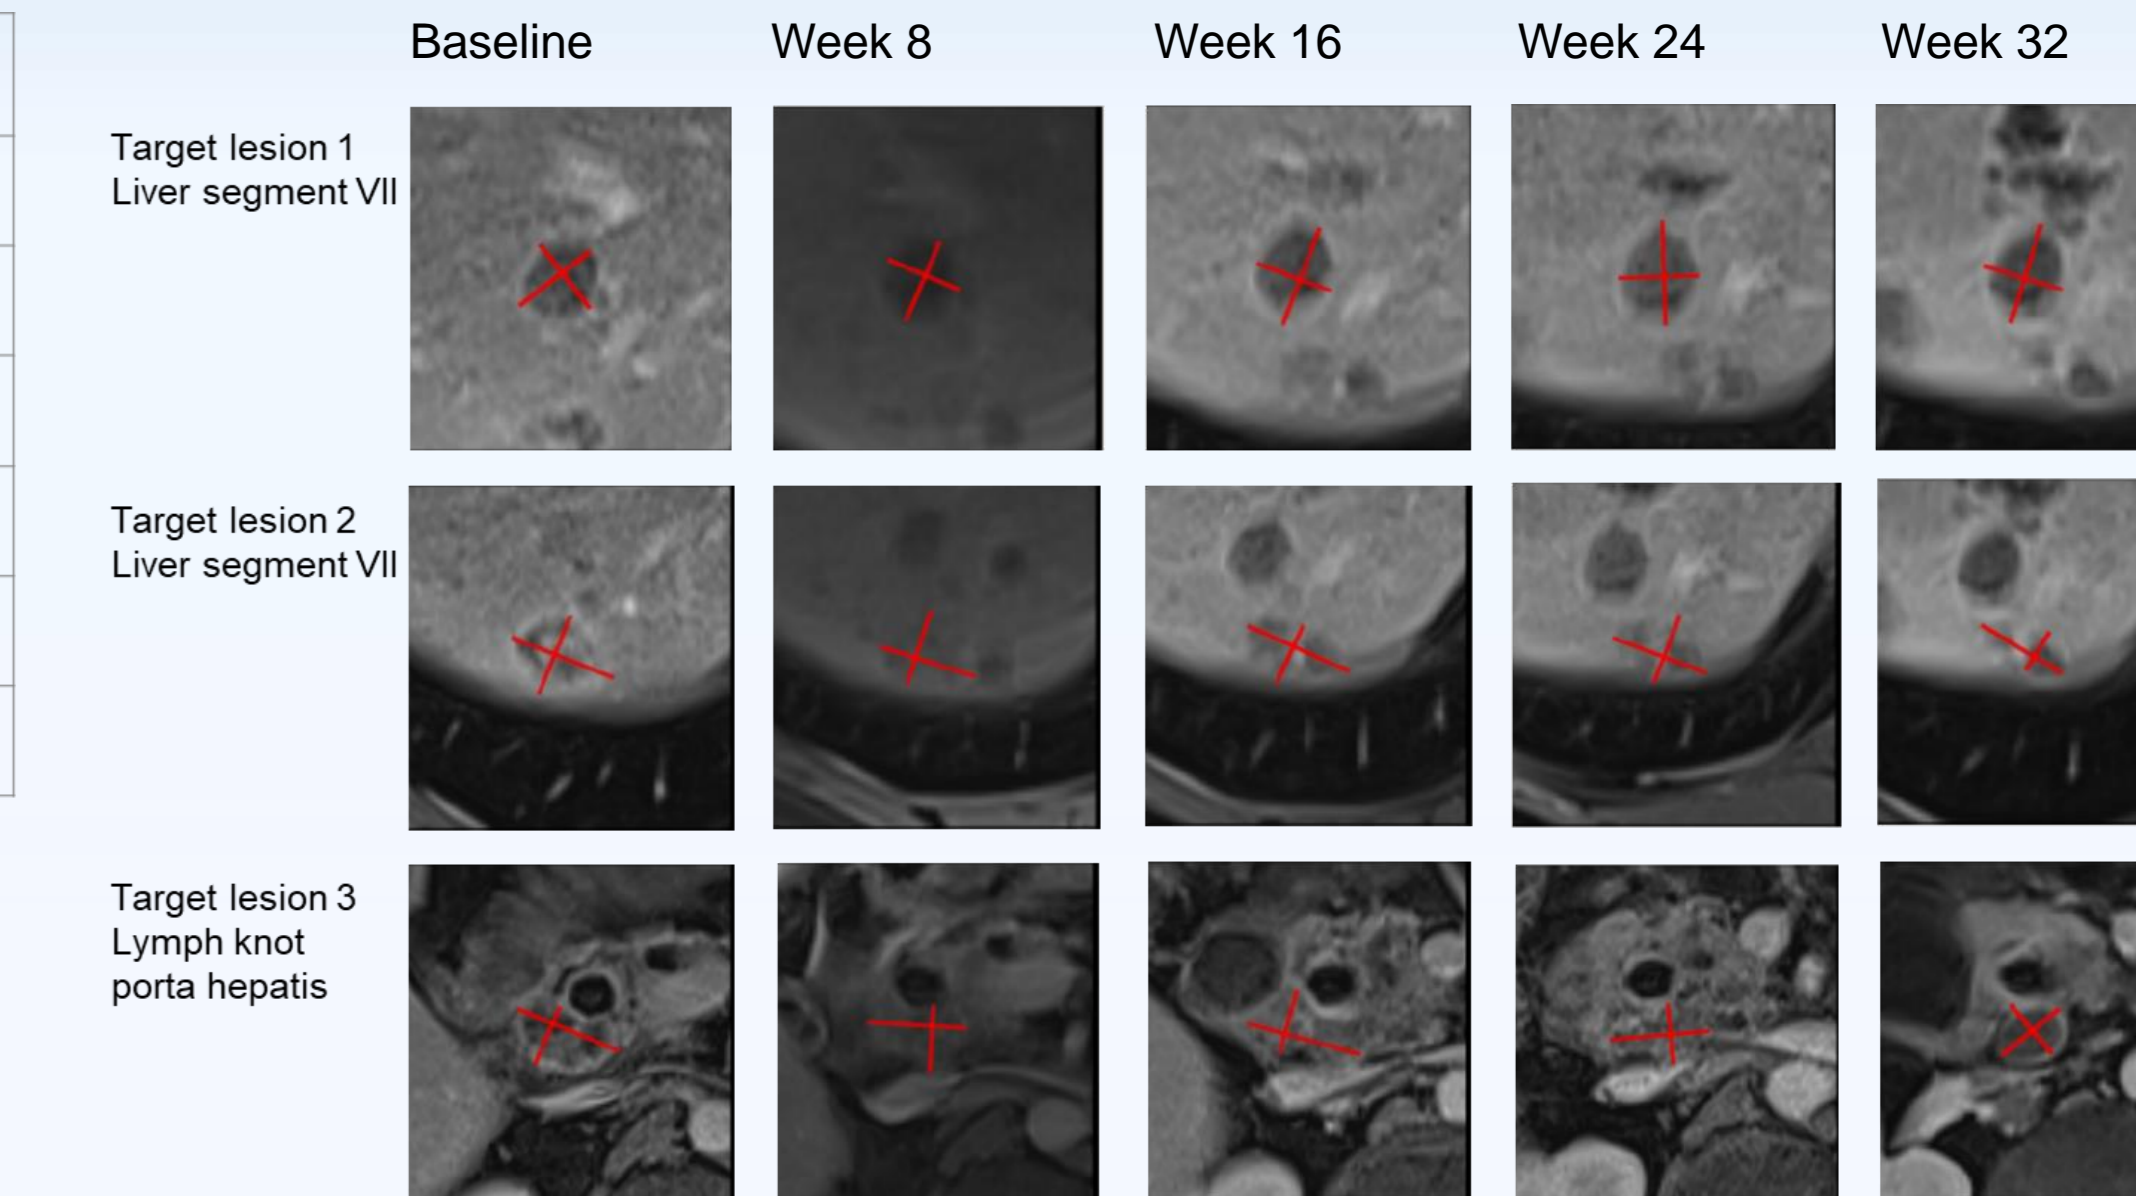 Baseline
Week 8
Week 16
Week 24
Week 32
Target lesion 1
Liver segment VII
Target lesion 2
Liver segment VII
Target lesion 3
Lymph knot
porta hepatis